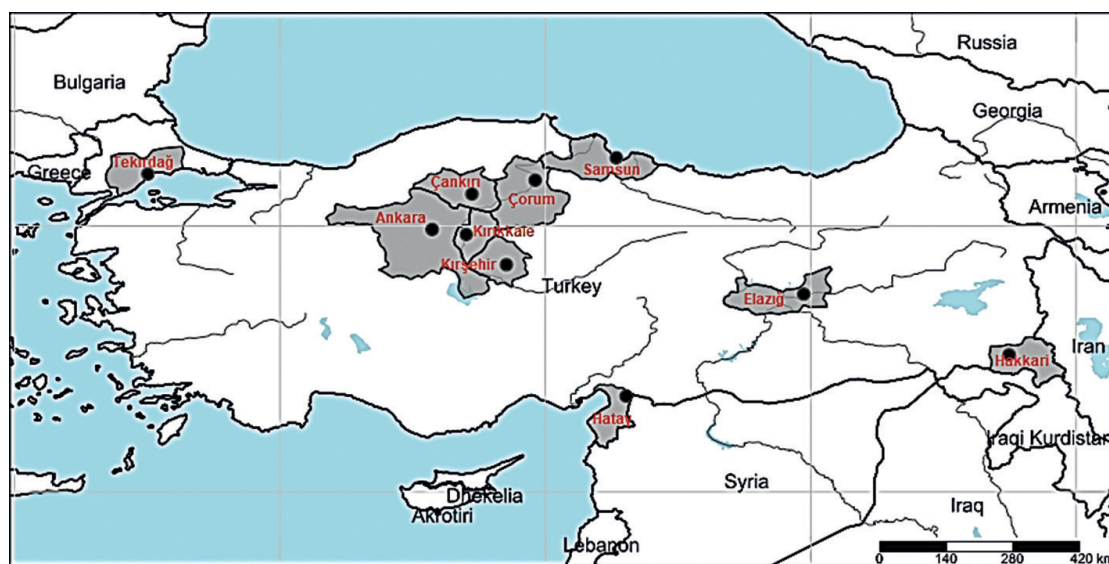 Russia
Bulgaria
Georgia
Tekirdağ
Greece
Samsun
Çankırı
Çorum
Armenia
Ankara
Kırıkkale
Kırşehir
Turkey
Elazığ
Iran
Hakkari
Hatay
Iraqi Kurdistan
Syria
Dhekelia
Akrotiri
Iraq
Lebanon
0 140 280 420 km